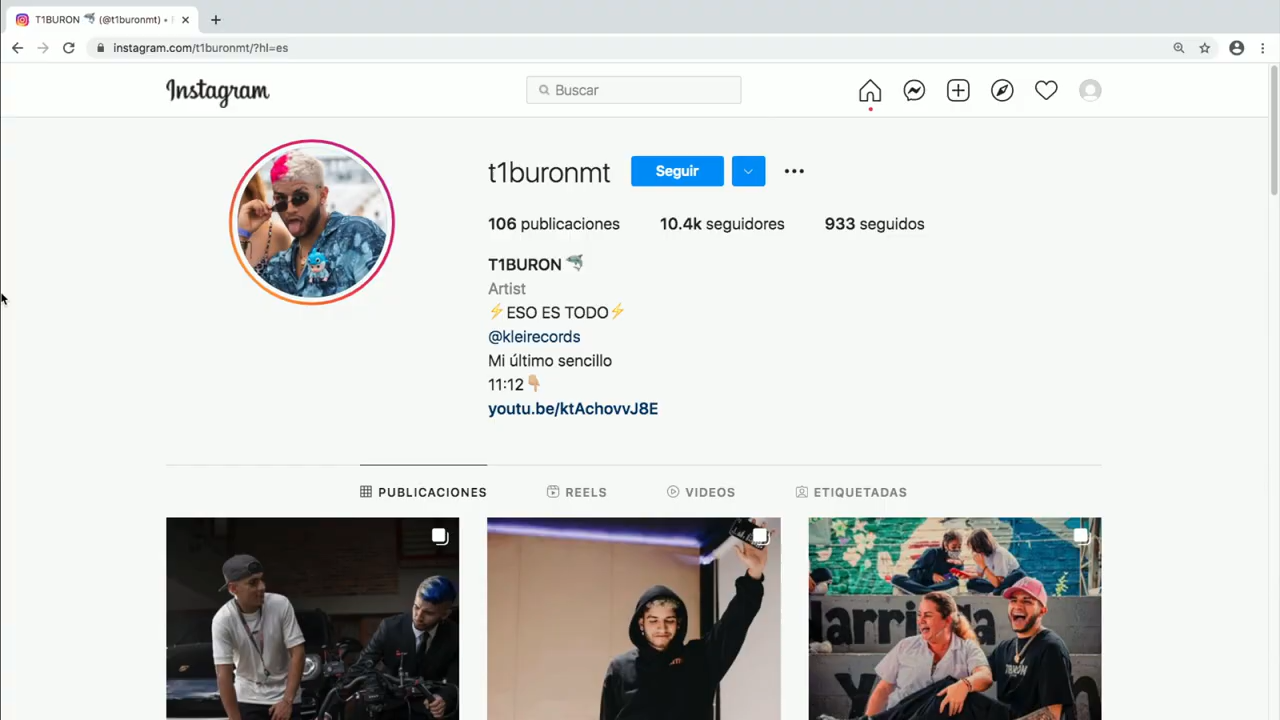 T1BURON 🦈 (@t1buronmt) •
instagram.com/t1buronmt/?hl=es
Instagram
Buscar
t1buronmt
Seguir
106 publicaciones
10.4k seguidores
933 seguidos
T1BURON 🦈
Artist
⚡ESO ES TODO⚡
@kleirecords
Mi último sencillo
11:12👇🏼
youtu.be/ktAchovvJ8E
PUBLICACIONES
REELS
VIDEOS
ETIQUETADAS